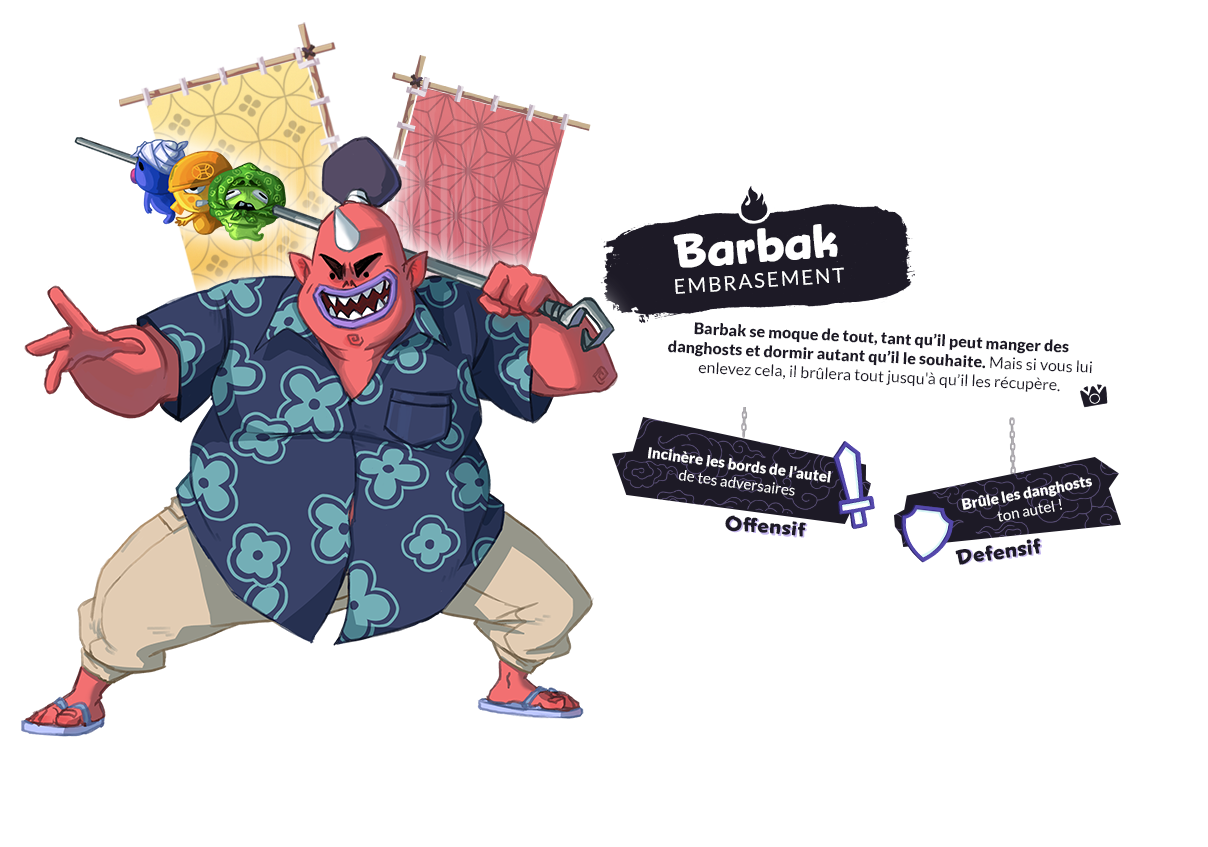 Barbak
EMBRASEMENT
Barbak se moque de tout, tant qu'il peut manger des
danghosts et dormir autant qu'il le souhaite. Mais si vous lui
enlevez cela, il brûlera tout jusqu'à qu'il les récupère.
Incinère les bords de l'autel
de tes adversaires
Offensif
Brûle les danghosts
ton autel !
Defensif